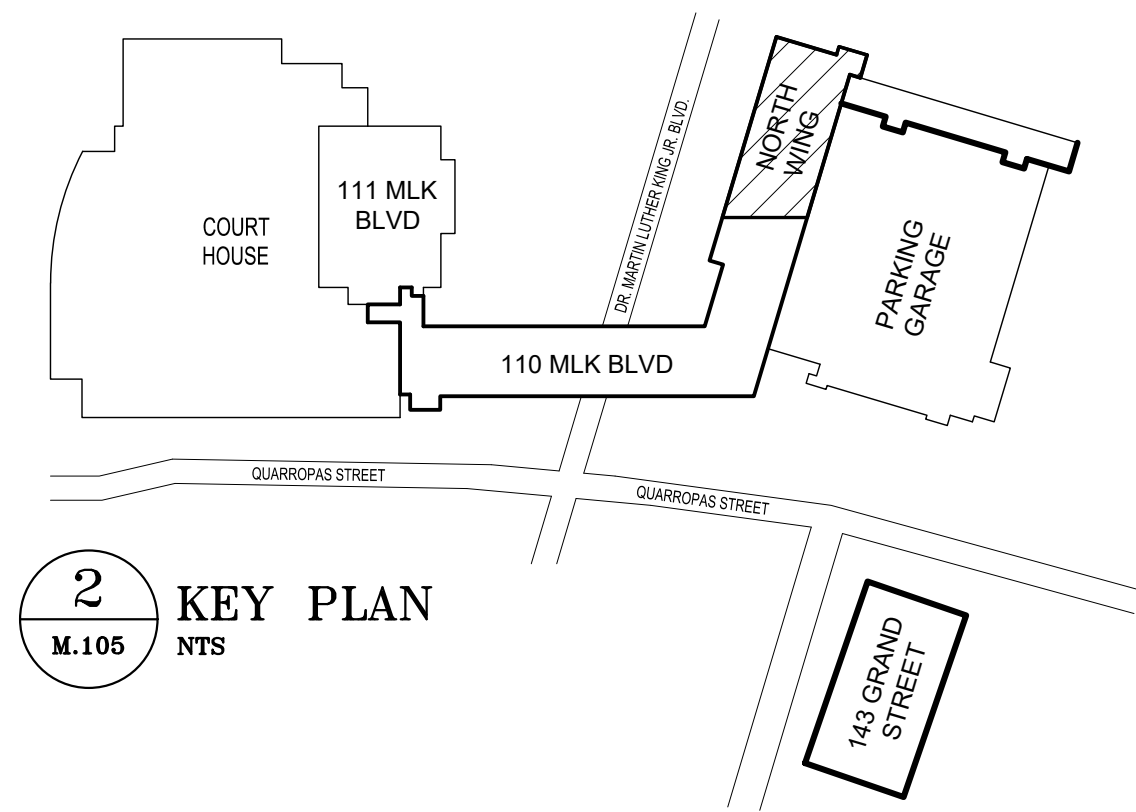 COURT
HOUSE
111 MLK
BLVD
DR. MARTIN LUTHER KING JR. BLVD.
NORTH
WING
PARKING
GARAGE
110 MLK BLVD
QUARROPAS STREET
QUARROPAS STREET
143 GRAND
STREET
2
M.105
KEY PLAN
NTS